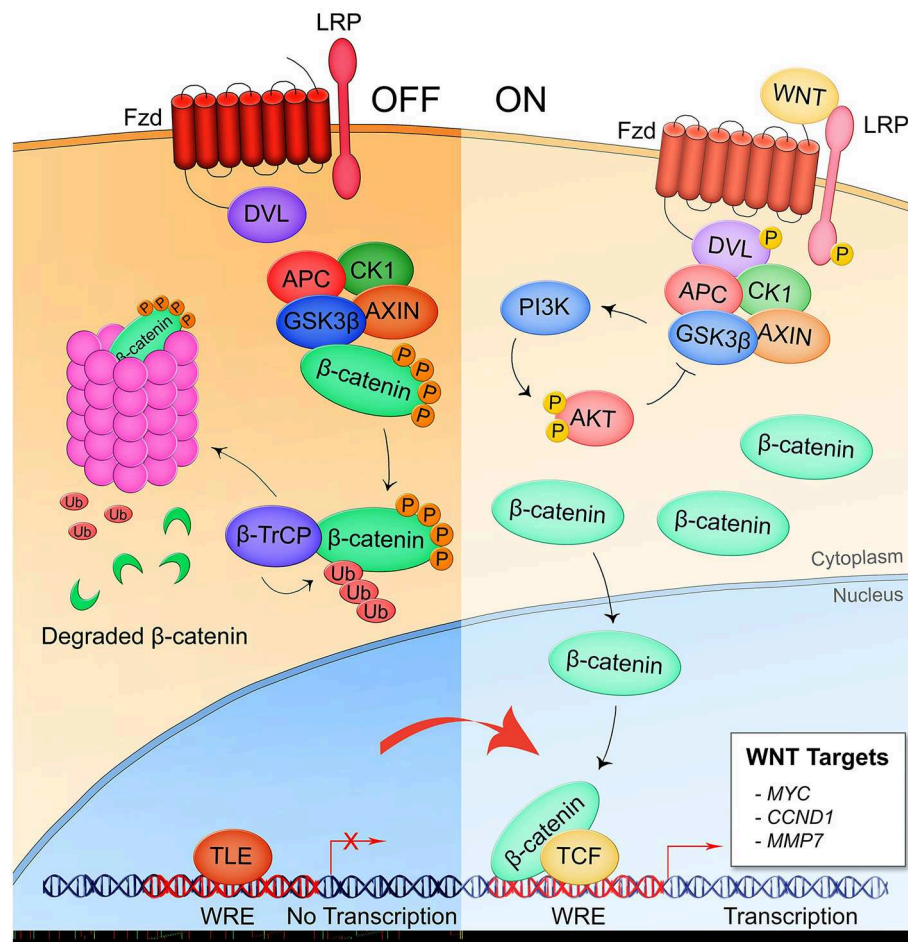 LRP
OFF
ON
Fzd
DVL
APC
CK1
GSK3β
AXIN
β-catenin
P
P
P
P
β-catenin
P
P
P
P
β-TrCP
β-catenin
P
P
P
P
Ub
Ub
Ub
Ub
Ub
Ub
Degraded β-catenin
TLE
WRE
No Transcription
WNT
Fzd
LRP
DVL
P
P
APC
CK1
GSK3β
AXIN
PI3K
P
P
AKT
β-catenin
β-catenin
β-catenin
Cytoplasm
Nucleus
β-catenin
β-catenin
TCF
WRE
Transcription
WNT Targets
- MYC
- CCND1
- MMP7